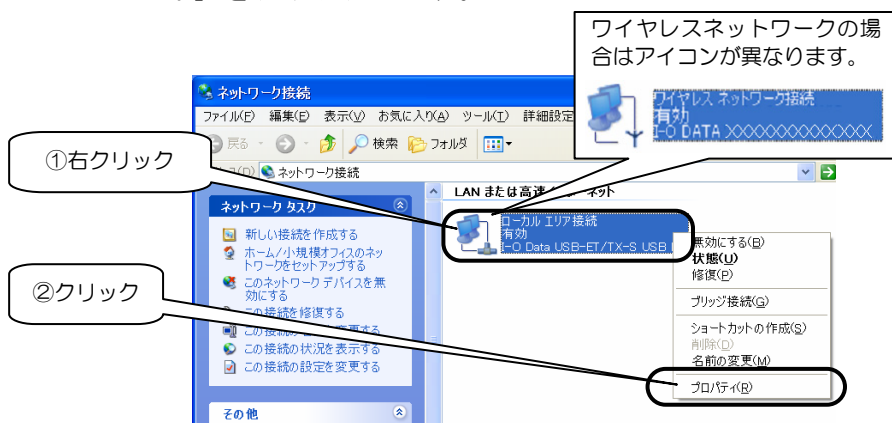 ワイヤレスネットワークの場
合はアイコンが異なります。
ワイヤレス ネットワーク接続
有効
I-O DATA XXXXXXXXXXXXX
ネットワーク接続
ファイル(F) 編集(E) 表示(V) お気に入り(A) ツール(T) 詳細設定
戻る 検索 フォルダ
①右クリック
(D) ネットワーク接続
LAN または高速
ネット
ネットワーク タスク
新しい接続を作成する
ホーム/小規模オフィスのネッ
トワークをセットアップする
このネットワーク デバイスを無
効にする
この接続を修復する
この接続の
変更する
この接続の状況を表示する
この接続の設定を変更する
その他
ローカル エリア接続
有効
I-O Data USB-ET/TX-S USB
②クリック
無効にする(B)
状態(U)
修復(P)
ブリッジ接続(G)
ショートカットの作成(S)
削除(D)
名前の変更(M)
プロパティ(R)